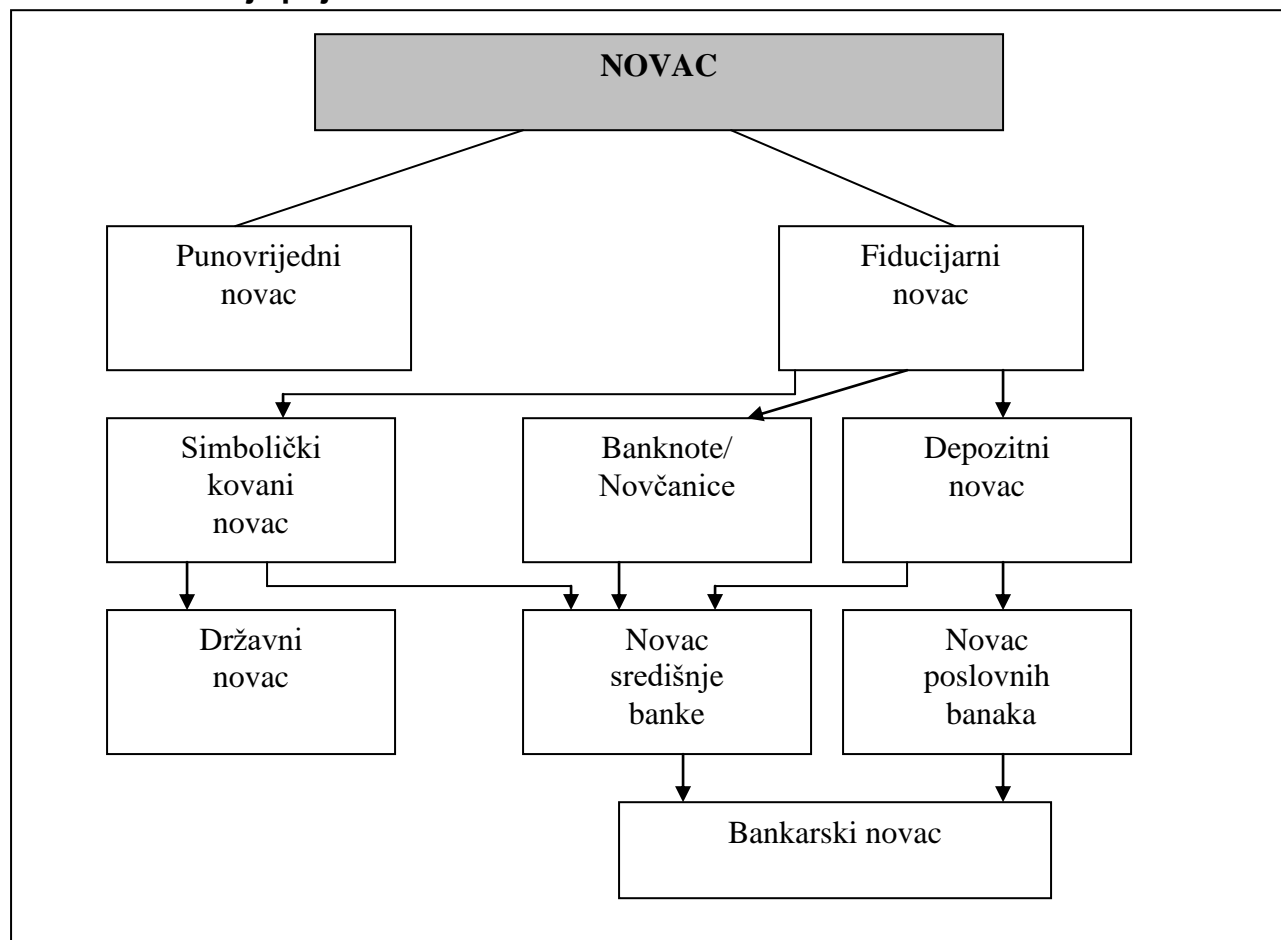 NOVAC
Punovrijedni
novac
Fiducijarni
novac
Simbolički
kovani
novac
Banknote/
Novčanice
Depozitni
novac
Državni
novac
Novac
središnje
banke
Novac
poslovnih
banaka
Bankarski novac